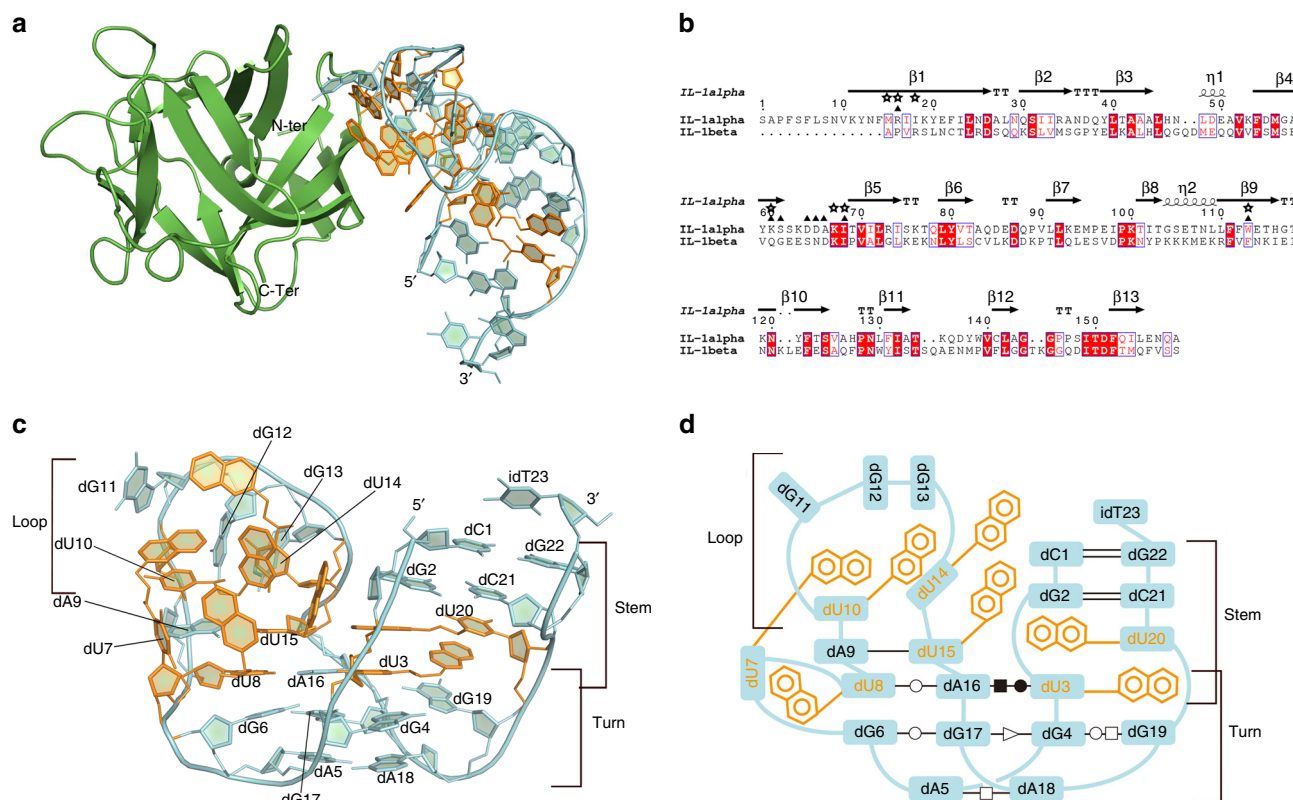 a
N-ter
C-Ter
5′
3′
b
β1 β2 β3 η1 β4
IL-1alpha
1 10 20 30 40 50
IL-1alpha SAPFSFLSNVKYNFMRIIKYEFILNDALNQSIIRANDQYLTAAALHN..LDEAVKFDMGA
IL-1beta ...............APVRSLNCTLRDSQQKSLVMSGPYELKALHLQGQDMEQQVVFSMS
β5 β6 β7 β8 η2 β9
IL-1alpha
60 70 80 90 100 110
IL-1alpha YKSSKDDAKITVILRISKTQLYVTAQDEDQPVLLKEMPEIPKTITGSETNLLFFWETHGT
IL-1beta VQGEESNDKIPVALGLKEKNLYLSCVLKDDKPTLQLESVDPKNYPKKKMEKRFVFNKIEI
β10 β11 β12 β13
IL-1alpha
120 130 140 150
IL-1alpha KN..YFTSVAHPNLFIAT..KQDYWVCLAG..GPPSITDFQILENQA
IL-1beta NNKLEFESAQFPNWYISTSQAENMPVFLGGTKGGQDITDFTMQFVSS
c
dG12
dG11
dG13
dU14
Loop
dU10
dA9
dU7
dU8
dU15
dA16
5′
idT23
3′
dC1
dG22
dG2
dC21
dU20
dU3
Stem
dG19
dG6
dG4
Turn
dA5
dA18
dG17
d
Loop
dG11
dG12
dG13
idT23
dC1
dG22
dU14
dG2
dC21
dU10
Stem
dU20
dA9
dU15
dU7
dU8
dA16
dU3
dG6
dG17
dG4
dG19
Turn
dA5
dA18